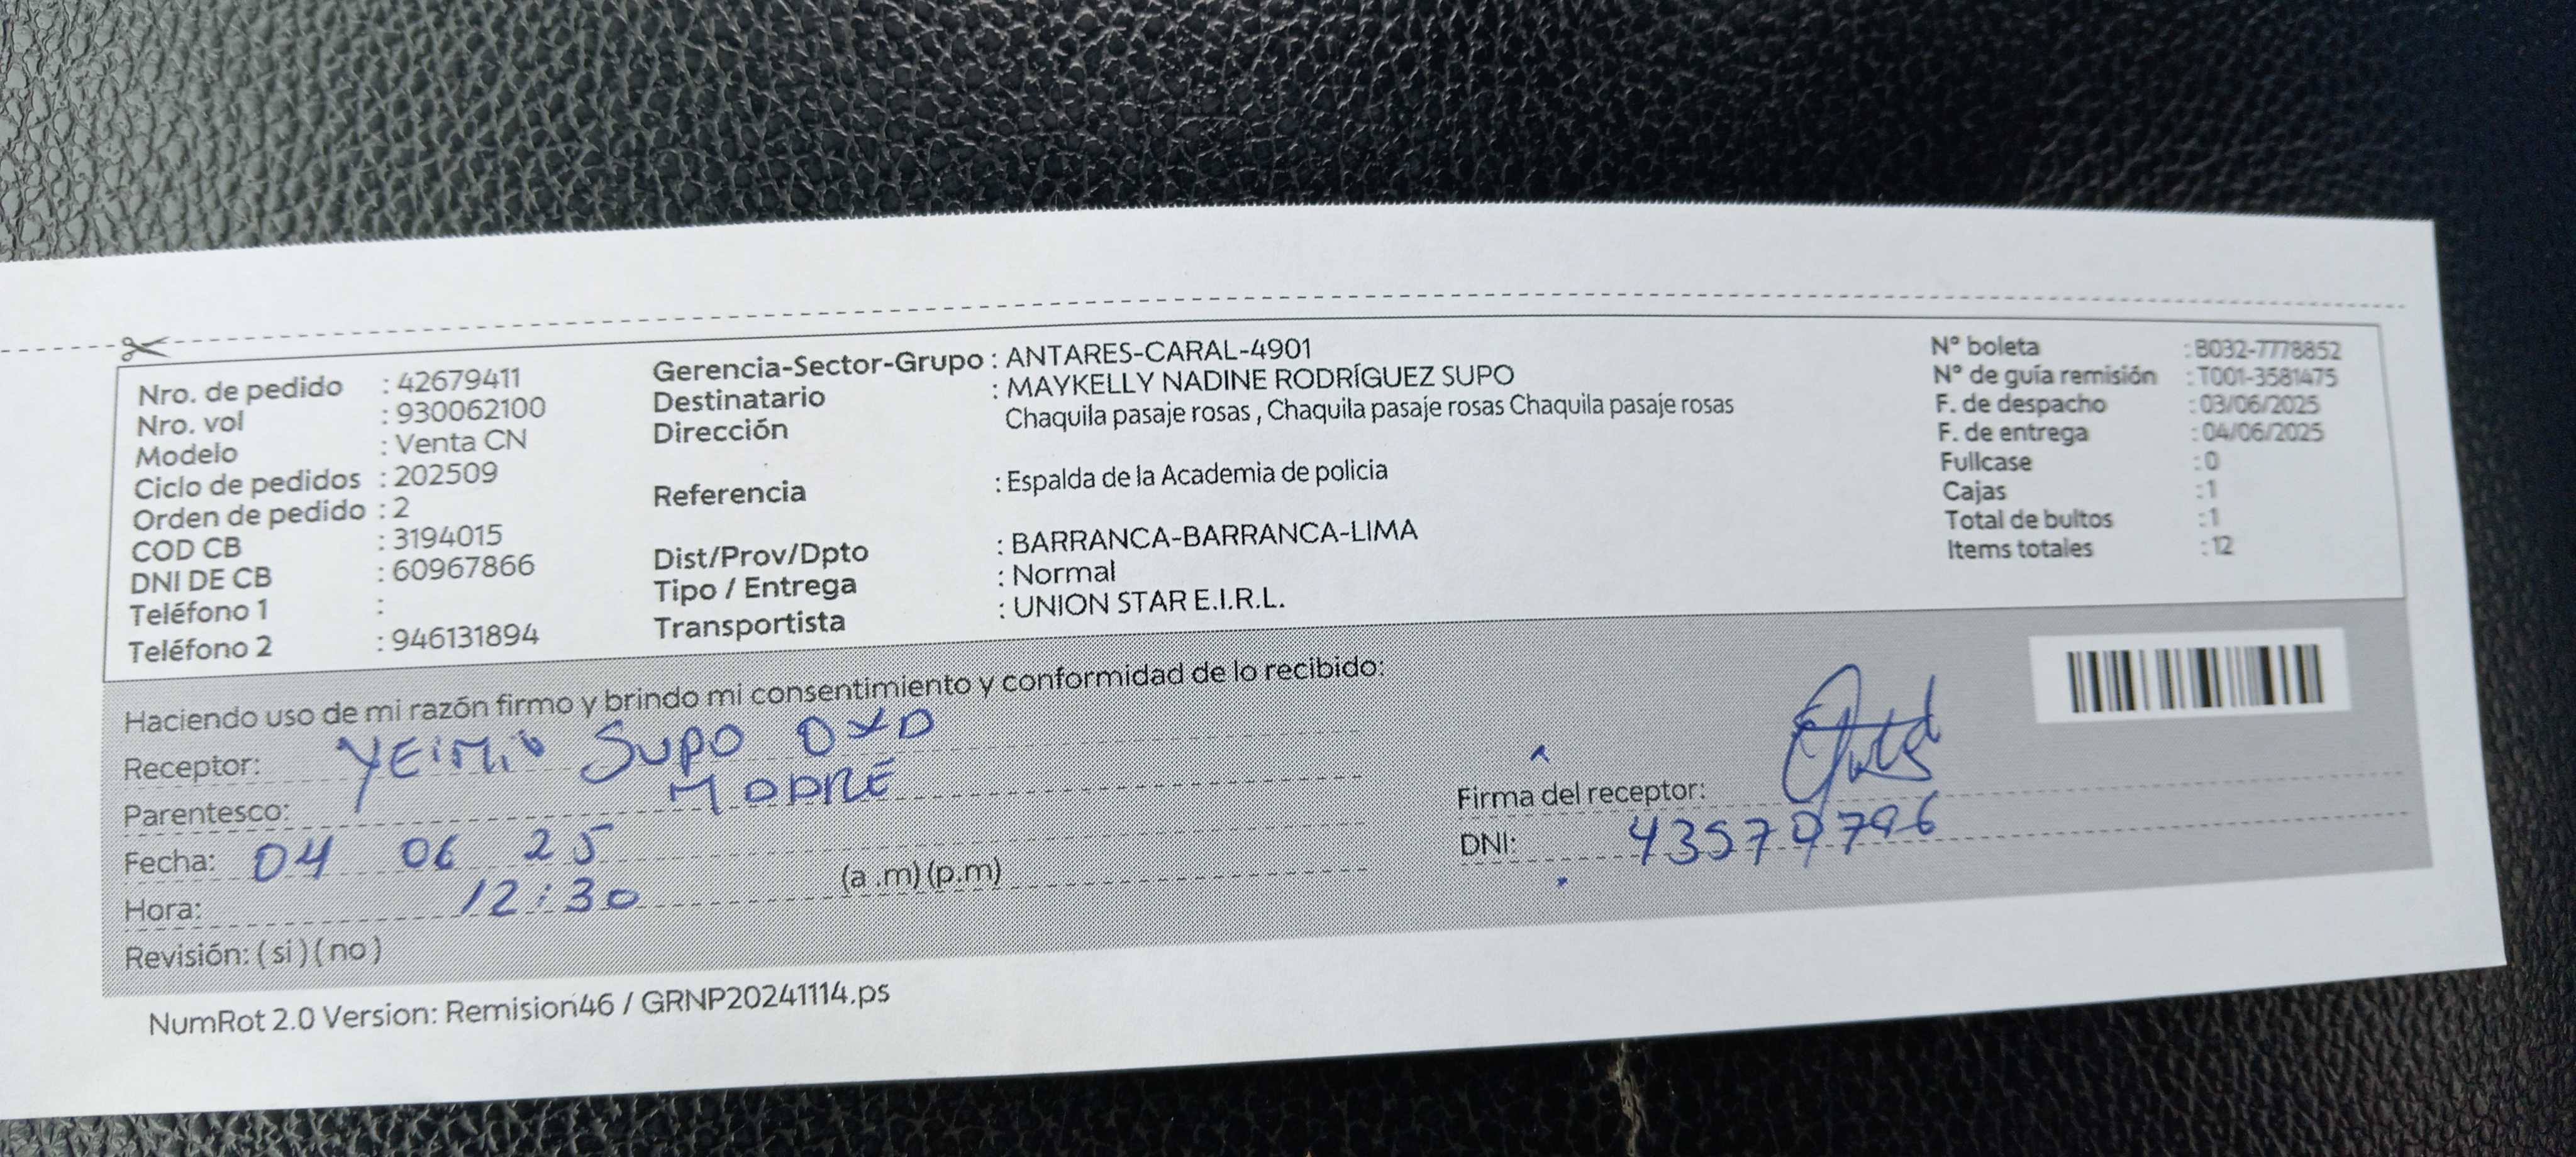 Nro. de pedido : 42679411
Nro. vol : 930062100
Modelo : Venta CN
Ciclo de pedidos : 202509
Orden de pedido : 2
COD CB : 3194015
DNI DE CB : 60967866
Teléfono 1 :
Teléfono 2 : 946131894
Gerencia-Sector-Grupo : ANTARES-CARAL-4901
Destinatario : MAYKELLY NADINE RODRÍGUEZ SUPO
Dirección Chaquila pasaje rosas , Chaquila pasaje rosas Chaquila pasaje rosas
Referencia : Espalda de la Academia de policia
Dist/Prov/Dpto : BARRANCA-BARRANCA-LIMA
Tipo / Entrega : Normal
Transportista : UNION STAR E.I.R.L.
N° boleta : B032-7778852
N° de guía remisión : T001-3581475
F. de despacho : 03/06/2025
F. de entrega : 04/06/2025
Fullcase : 0
Cajas : 1
Total de bultos : 1
Items totales : 12
Haciendo uso de mi razón firmo y brindo mi consentimiento y conformidad de lo recibido:
Receptor: SUPO
Parentesco: MADRE
Fecha: 04 06 25
Hora: 12:30 (a .m) (p.m)
Revisión: ( si ) ( no )
Firma del receptor:
DNI:
NumRot 2.0 Version: Remision46 / GRNP20241114.ps